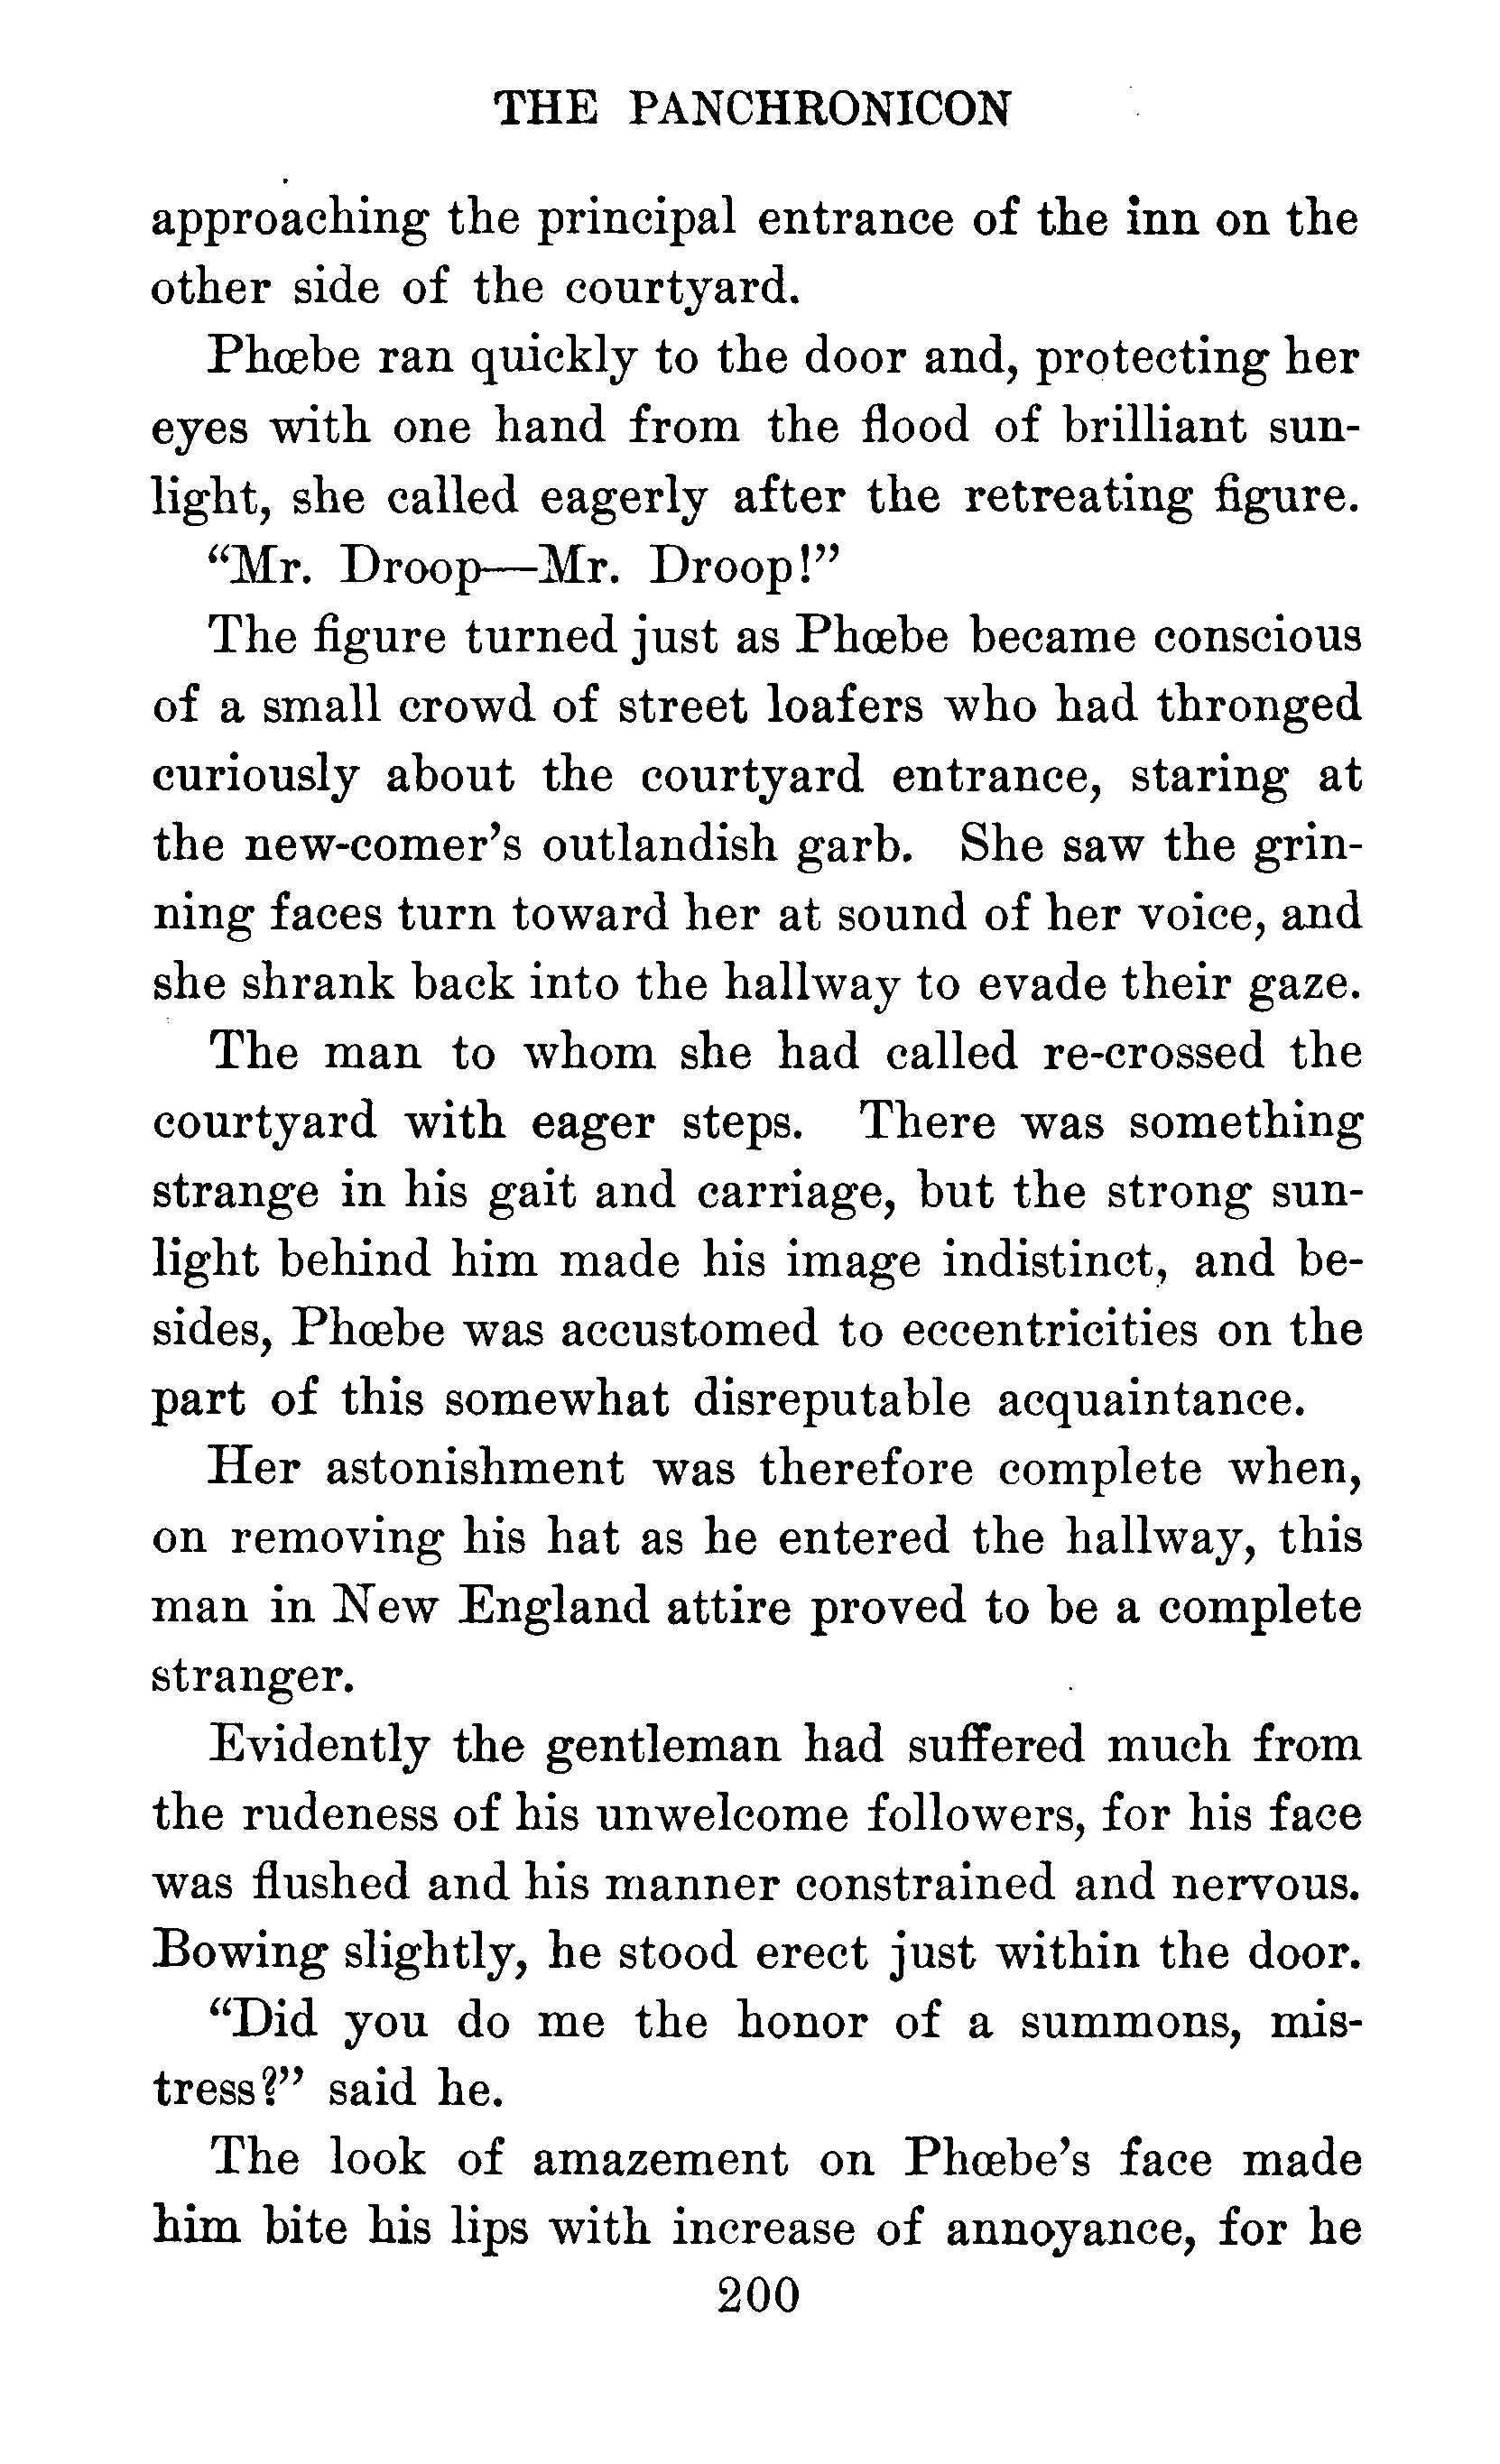 THE PANCHRONICON
approaching the principal entrance of the inn on the
other side of the courtyard.
Phœbe ran quickly to the door and, protecting her
eyes with one hand from the flood of brilliant sun-
light, she called eagerly after the retreating figure.
“Mr. Droop—Mr. Droop!”
The figure turned just as Phœbe became conscious
of a small crowd of street loafers who had thronged
curiously about the courtyard entrance, staring at
the new-comer’s outlandish garb. She saw the grin-
ning faces turn toward her at sound of her voice, and
she shrank back into the hallway to evade their gaze.
The man to whom she had called re-crossed the
courtyard with eager steps. There was something
strange in his gait and carriage, but the strong sun-
light behind him made his image indistinct, and be-
sides, Phœbe was accustomed to eccentricities on the
part of this somewhat disreputable acquaintance.
Her astonishment was therefore complete when,
on removing his hat as he entered the hallway, this
man in New England attire proved to be a complete
stranger.
Evidently the gentleman had suffered much from
the rudeness of his unwelcome followers, for his face
was flushed and his manner constrained and nervous.
Bowing slightly, he stood erect just within the door.
“Did you do me the honor of a summons, mis-
tress?” said he.
The look of amazement on Phœbe’s face made
him bite his lips with increase of annoyance, for he
200